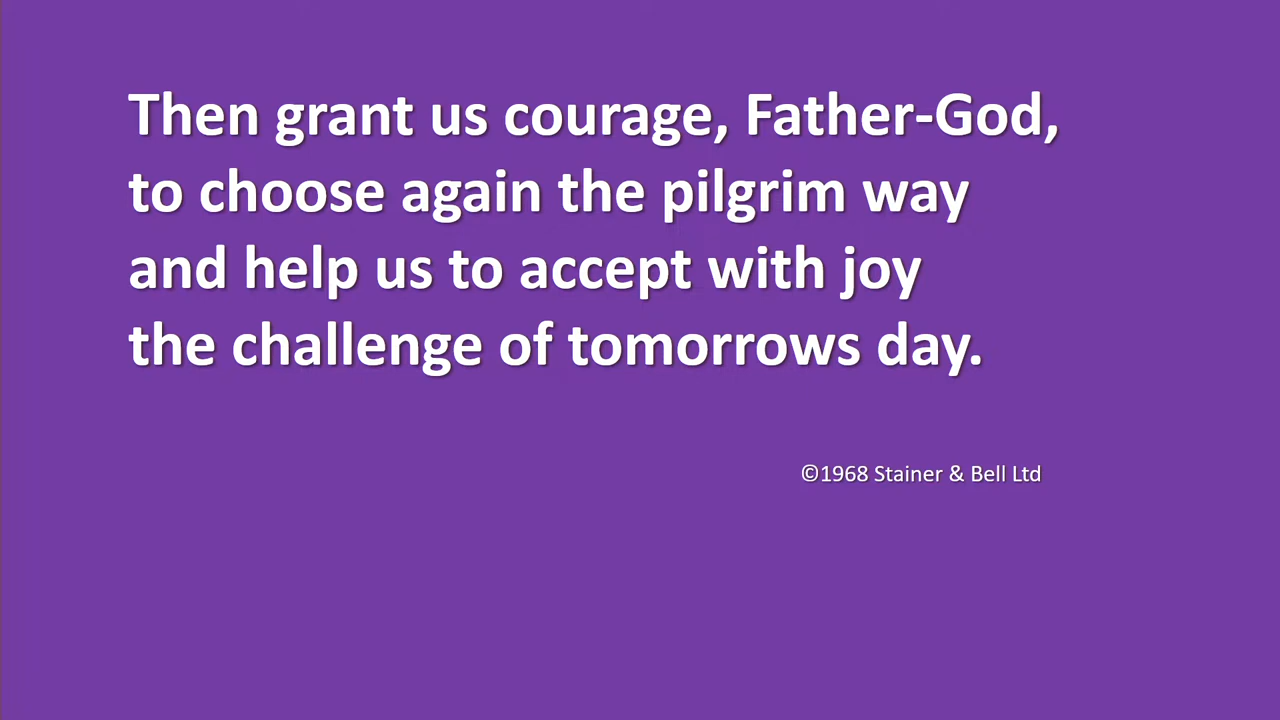 Then grant us courage, Father-God,
to choose again the pilgrim way
and help us to accept with joy
the challenge of tomorrows day.
©1968 Stainer & Bell Ltd